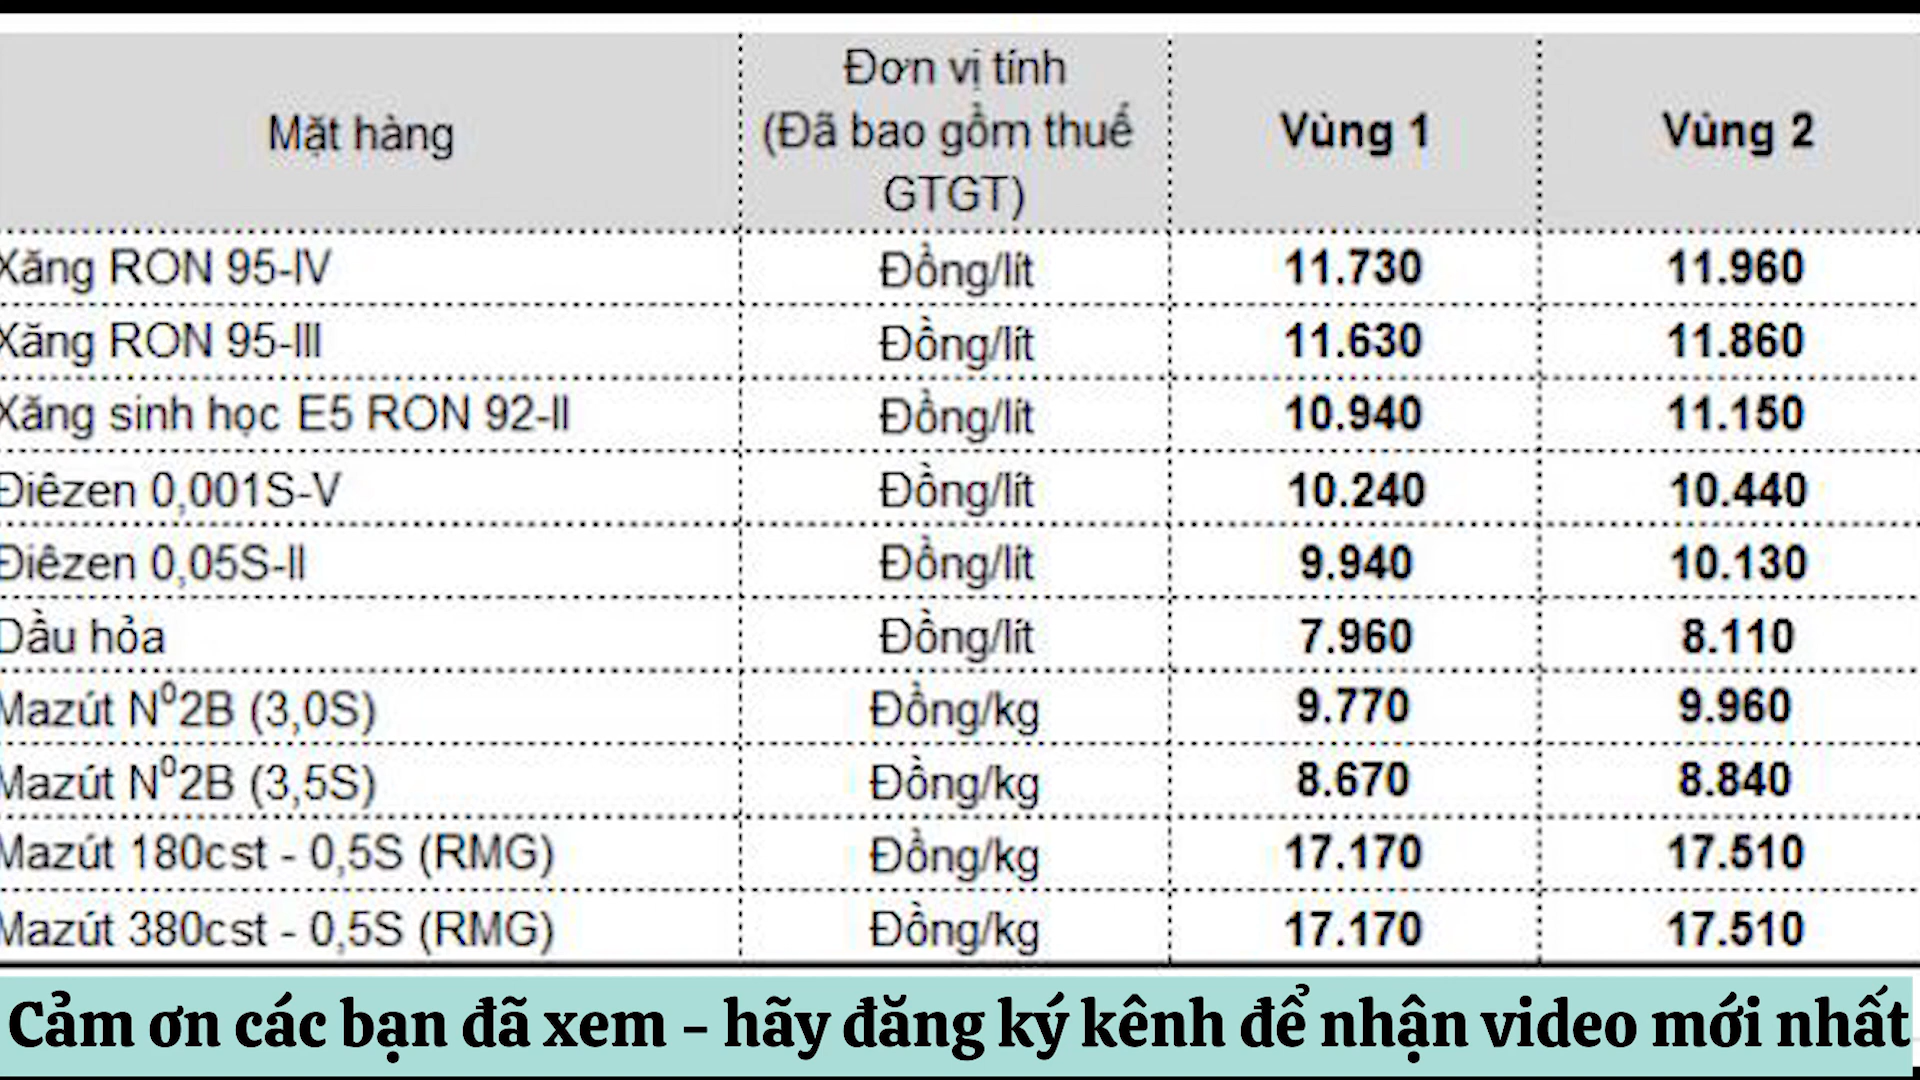 Mặt hàng Đơn vị tính (Đã bao gồm thuế GTGT) Vùng 1 Vùng 2
Xăng RON 95-IV Đồng/lít 11.730 11.960
Xăng RON 95-III Đồng/lít 11.630 11.860
Xăng sinh học E5 RON 92-II Đồng/lít 10.940 11.150
Điêzen 0,001S-V Đồng/lít 10.240 10.440
Điêzen 0,05S-II Đồng/lít 9.940 10.130
Dầu hỏa Đồng/lít 7.960 8.110
Mazút N⁰2B (3,0S) Đồng/kg 9.770 9.960
Mazút N⁰2B (3,5S) Đồng/kg 8.670 8.840
Mazút 180cst - 0,5S (RMG) Đồng/kg 17.170 17.510
Mazút 380cst - 0,5S (RMG) Đồng/kg 17.170 17.510
Cảm ơn các bạn đã xem – hãy đăng ký kênh để nhận video mới nhất